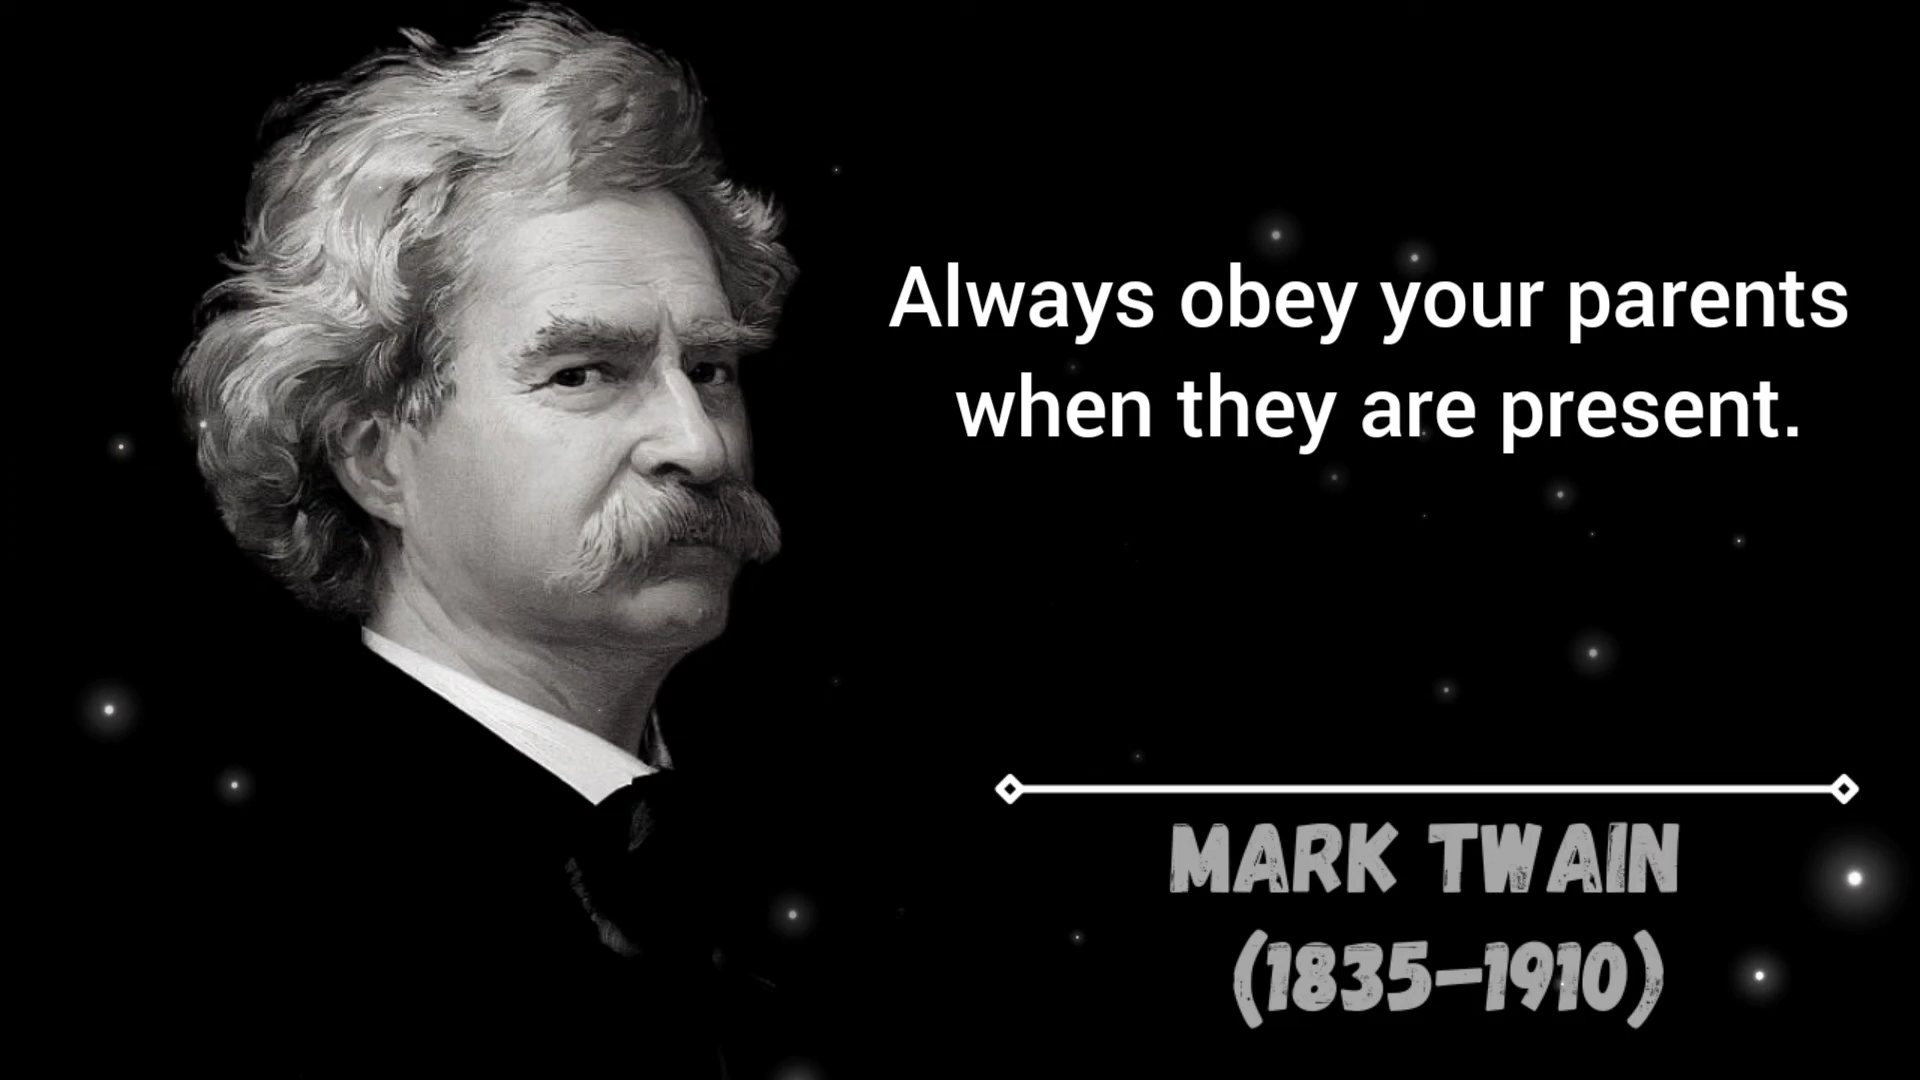 Always obey your parents
when they are present.
MARK TWAIN
(1835–1910)